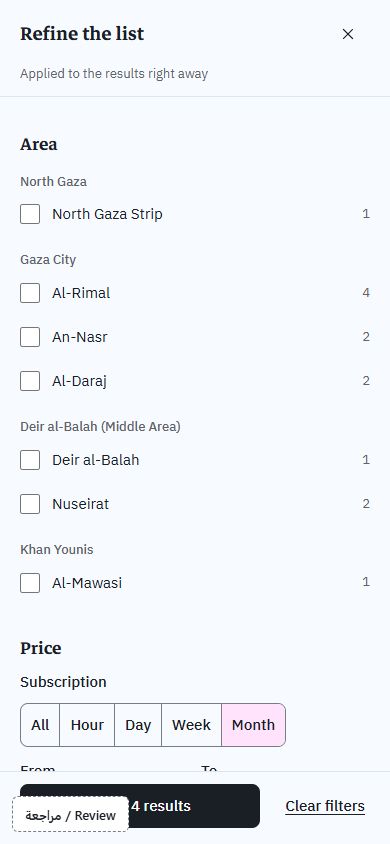 Refine the list
Applied to the results right away
Area
North Gaza
North Gaza Strip 1
Gaza City
Al-Rimal 4
An-Nasr 2
Al-Daraj 2
Deir al-Balah (Middle Area)
Deir al-Balah 1
Nuseirat 2
Khan Younis
Al-Mawasi 1
Price
Subscription
All Hour Day Week Month
From To
4 results Clear filters
مراجعة / Review